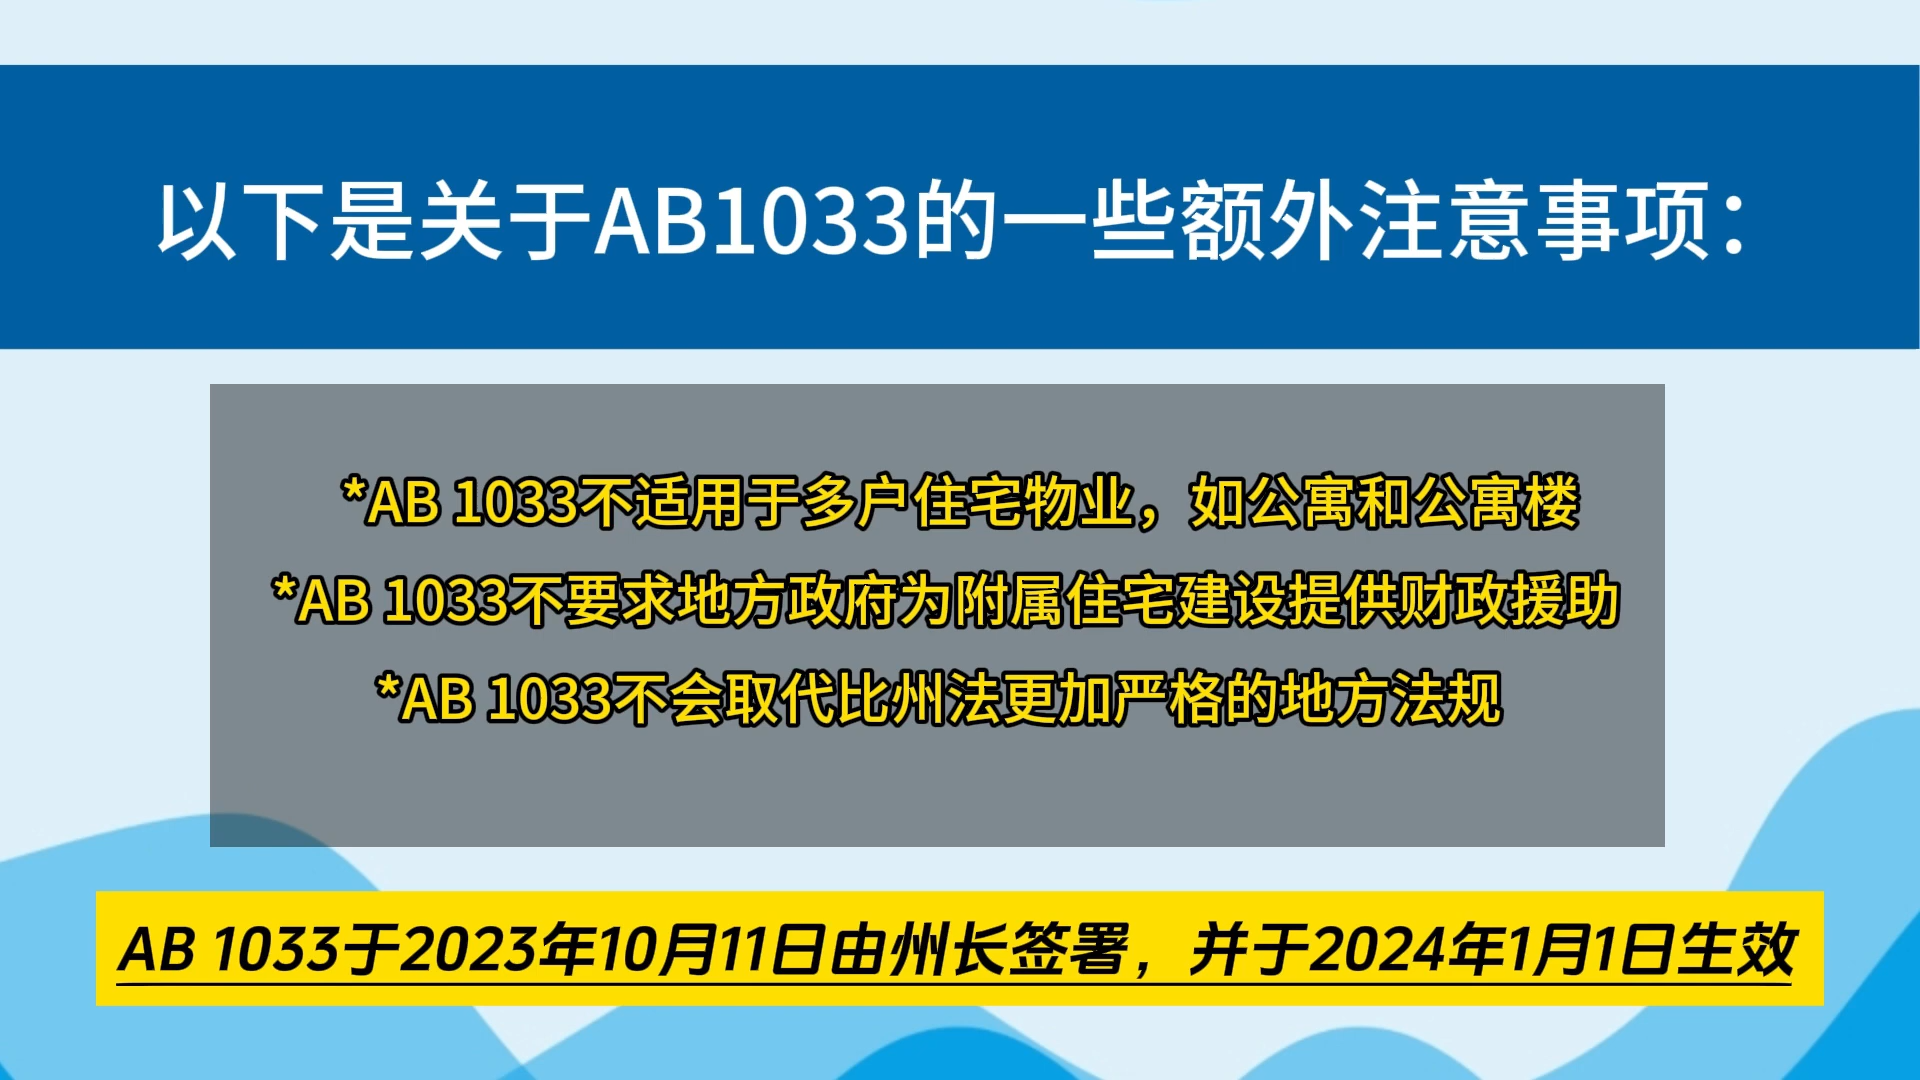 以下是关于AB1033的一些额外注意事项：
*AB 1033不适用于多户住宅物业，如公寓和公寓楼
*AB 1033不要求地方政府为附属住宅建设提供财政援助
*AB 1033不会取代比州法更加严格的地方法规
AB 1033于2023年10月11日由州长签署，并于2024年1月1日生效